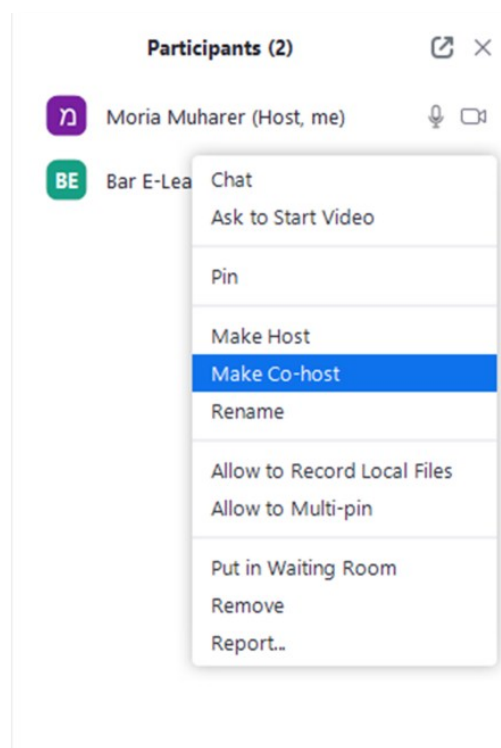 Participants (2)
מ Moria Muharer (Host, me)
BE Bar E-Lea
Chat
Ask to Start Video
Pin
Make Host
Make Co-host
Rename
Allow to Record Local Files
Allow to Multi-pin
Put in Waiting Room
Remove
Report...